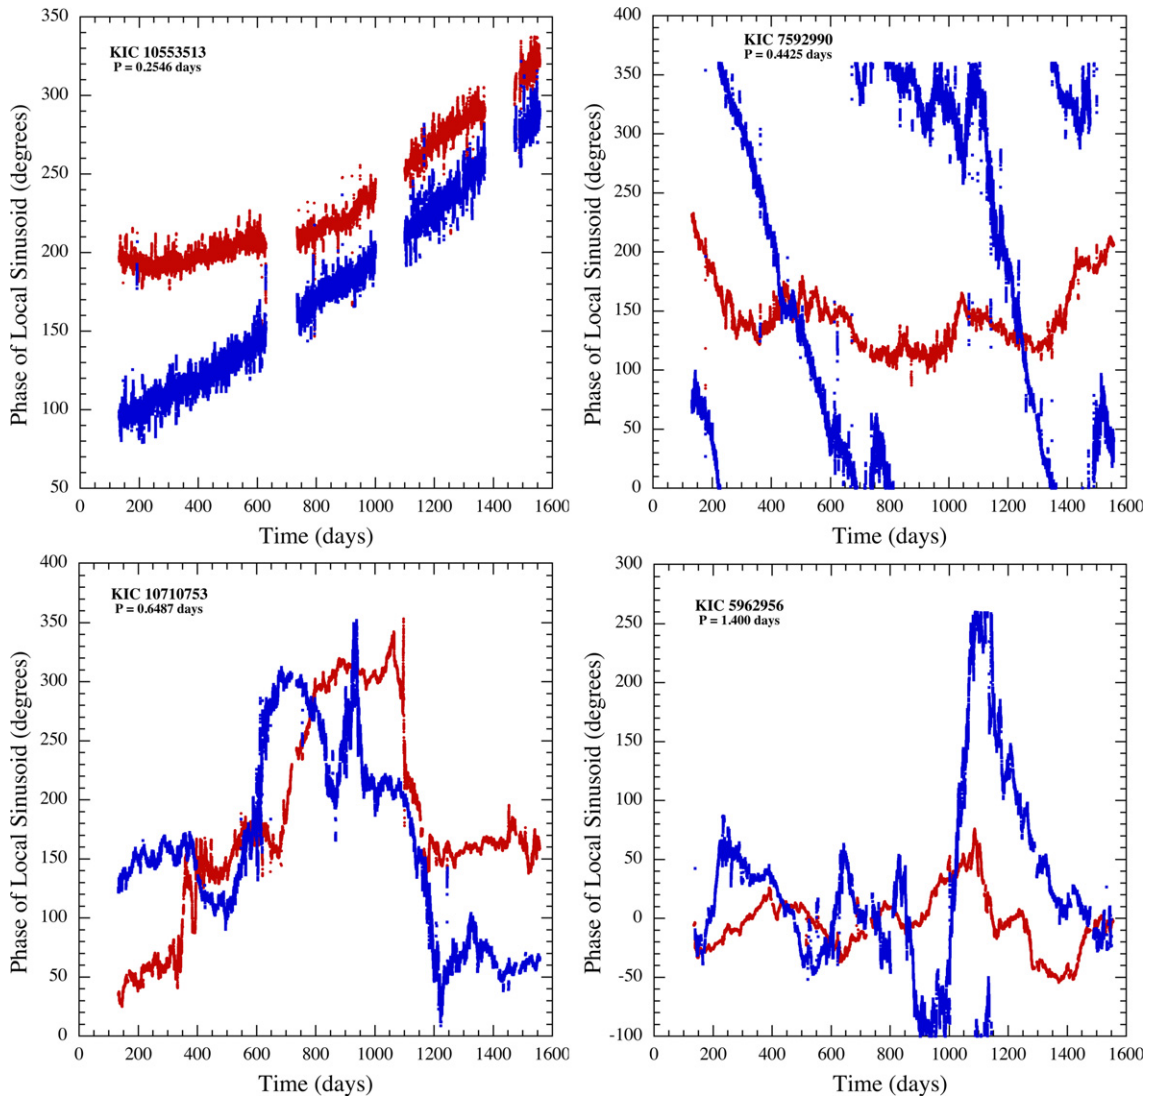 350
300
250
200
150
100
50
KIC 10553513
P = 0.2546 days
Phase of Local Sinusoid (degrees)
0 200 400 600 800 1000 1200 1400 1600
Time (days)
400
350
300
250
200
150
100
50
0
KIC 7592990
P = 0.4425 days
Phase of Local Sinusoid (degrees)
0 200 400 600 800 1000 1200 1400 1600
Time (days)
400
350
300
250
200
150
100
50
0
KIC 10710753
P = 0.6487 days
Phase of Local Sinusoid (degrees)
0 200 400 600 800 1000 1200 1400 1600
Time (days)
300
250
200
150
100
50
0
-50
-100
KIC 5962956
P = 1.400 days
Phase of Local Sinusoid (degrees)
0 200 400 600 800 1000 1200 1400 1600
Time (days)